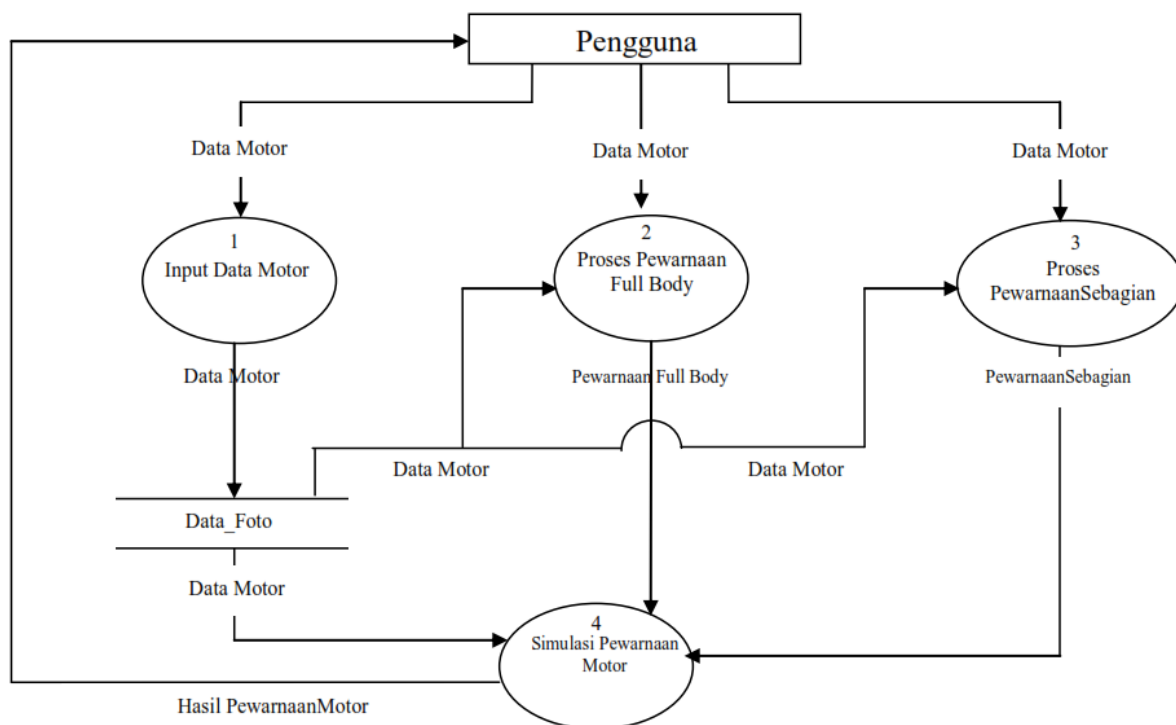 Pengguna
Data Motor
Data Motor
Data Motor
1
Input Data Motor
2
Proses Pewarnaan
Full Body
3
Proses
PewarnaanSebagian
Data Motor
Pewarnaan Full Body
PewarnaanSebagian
Data Motor
Data Motor
Data_Foto
Data Motor
4
Simulasi Pewarnaan
Motor
Hasil PewarnaanMotor